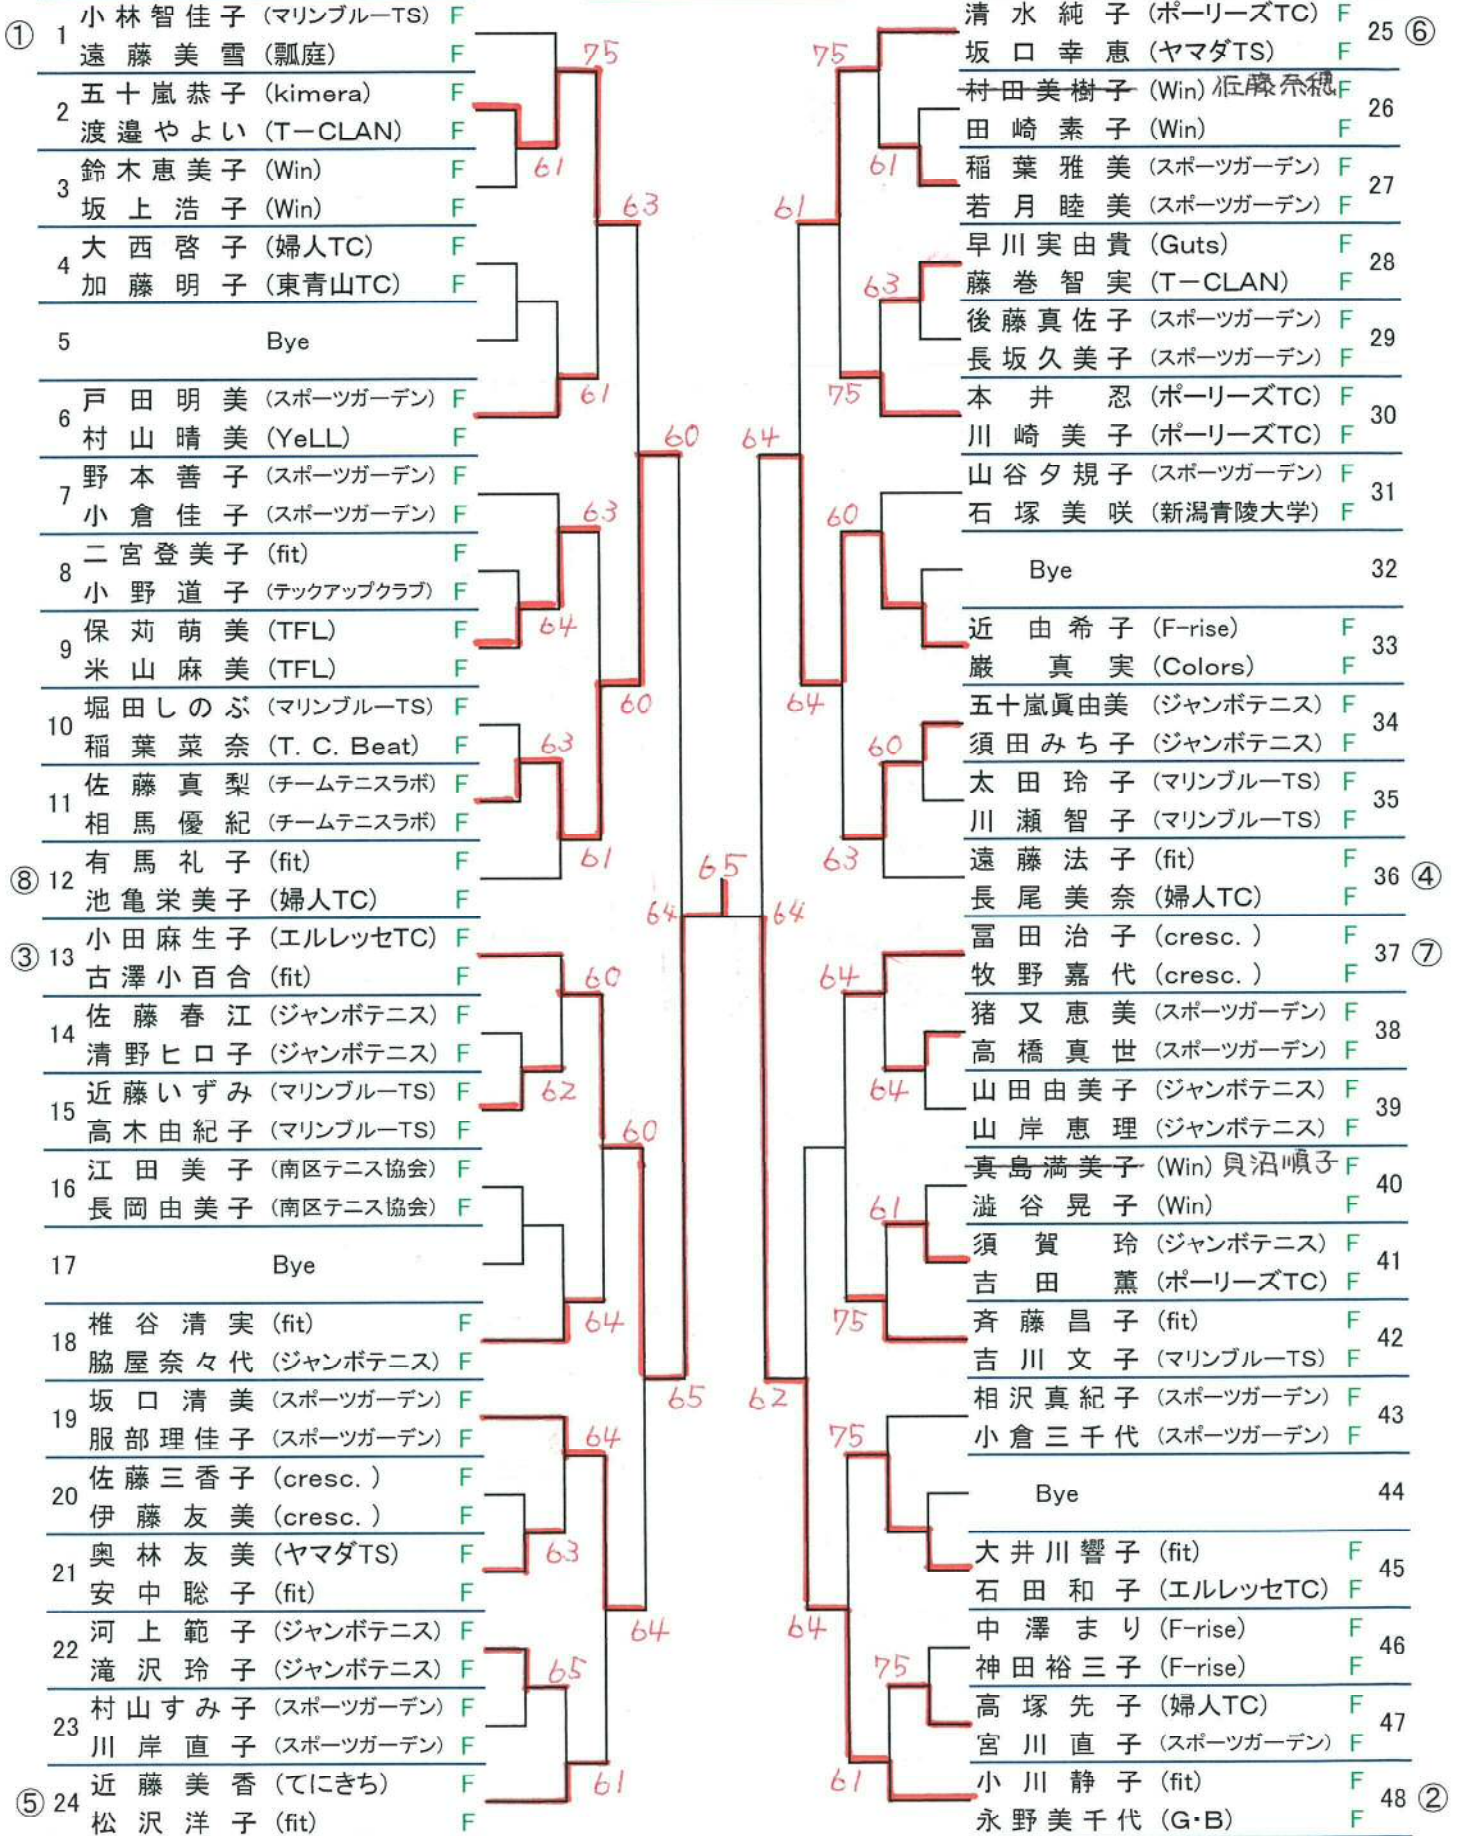 ① 1 小林智佳子 (マリンブルーTS) F
遠藤美雪 (瓢庭) F
2 五十嵐恭子 (kimera) F
渡邉やよい (T-CLAN) F
3 鈴木恵美子 (Win) F
坂上浩子 (Win) F
4 大西啓子 (婦人TC) F
加藤明子 (東青山TC) F
5 Bye
6 戸田明美 (スポーツガーデン) F
村山晴美 (YeLL) F
7 野本善子 (スポーツガーデン) F
小倉佳子 (スポーツガーデン) F
8 二宮登美子 (fit) F
小野道子 (テックアップクラブ) F
9 保苅萌美 (TFL) F
米山麻美 (TFL) F
10 堀田しのぶ (マリンブルーTS) F
稲葉菜奈 (T. C. Beat) F
11 佐藤真梨 (チームテニスラボ) F
相馬優紀 (チームテニスラボ) F
⑧ 12 有馬礼子 (fit) F
池亀栄美子 (婦人TC) F
③ 13 小田麻生子 (エルレッセTC) F
古澤小百合 (fit) F
14 佐藤春江 (ジャンボテニス) F
清野ヒロ子 (ジャンボテニス) F
15 近藤いずみ (マリンブルーTS) F
高木由紀子 (マリンブルーTS) F
16 江田美子 (南区テニス協会) F
長岡由美子 (南区テニス協会) F
17 Bye
18 椎谷清実 (fit) F
脇屋奈々代 (ジャンボテニス) F
19 坂口清美 (スポーツガーデン) F
服部理佳子 (スポーツガーデン) F
20 佐藤三香子 (cresc. ) F
伊藤友美 (cresc. ) F
21 奥林友美 (ヤマダTS) F
安中聡子 (fit) F
22 河上範子 (ジャンボテニス) F
滝沢玲子 (ジャンボテニス) F
23 村山すみ子 (スポーツガーデン) F
川岸直子 (スポーツガーデン) F
⑤ 24 近藤美香 (てにきち) F
松沢洋子 (fit) F
75
61
63
61
60
63
64
60
63
61
64
60
62
60
64
65
64
63
64
65
61
65
75
61
61
63
75
64
60
64
60
63
64
64
64
61
75
62
75
64
75
61
清水純子 (ポーリーズTC) F 25 ⑥
坂口幸恵 (ヤマダTS) F
村田美樹子 (Win) 佐藤奈穂 F 26
田崎素子 (Win) F
稲葉雅美 (スポーツガーデン) F 27
若月睦美 (スポーツガーデン) F
早川実由貴 (Guts) F 28
藤巻智実 (T-CLAN) F
後藤真佐子 (スポーツガーデン) F 29
長坂久美子 (スポーツガーデン) F
本井忍 (ポーリーズTC) F 30
川崎美子 (ポーリーズTC) F
山谷夕規子 (スポーツガーデン) F 31
石塚美咲 (新潟青陵大学) F
Bye 32
近由希子 (F-rise) F 33
巌真実 (Colors) F
五十嵐眞由美 (ジャンボテニス) F 34
須田みち子 (ジャンボテニス) F
太田玲子 (マリンブルーTS) F 35
川瀬智子 (マリンブルーTS) F
遠藤法子 (fit) F 36 ④
長尾美奈 (婦人TC) F
冨田治子 (cresc. ) F 37 ⑦
牧野嘉代 (cresc. ) F
猪又恵美 (スポーツガーデン) F 38
高橋真世 (スポーツガーデン) F
山田由美子 (ジャンボテニス) F 39
山岸恵理 (ジャンボテニス) F
真島満美子 (Win) 貝沼順子 F 40
澁谷晃子 (Win) F
須賀玲 (ジャンボテニス) F 41
吉田薫 (ポーリーズTC) F
斉藤昌子 (fit) F 42
吉川文子 (マリンブルーTS) F
相沢真紀子 (スポーツガーデン) F 43
小倉三千代 (スポーツガーデン) F
Bye 44
大井川響子 (fit) F 45
石田和子 (エルレッセTC) F
中澤まり (F-rise) F 46
神田裕三子 (F-rise) F
高塚先子 (婦人TC) F 47
宮川直子 (スポーツガーデン) F
小川静子 (fit) F 48 ②
永野美千代 (G・B) F